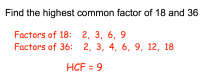 Find the highest common factor of 18 and 36
Factors of 18: 2, 3, 6, 9
Factors of 36: 2, 3, 4, 6, 9, 12, 18
HCF = 9